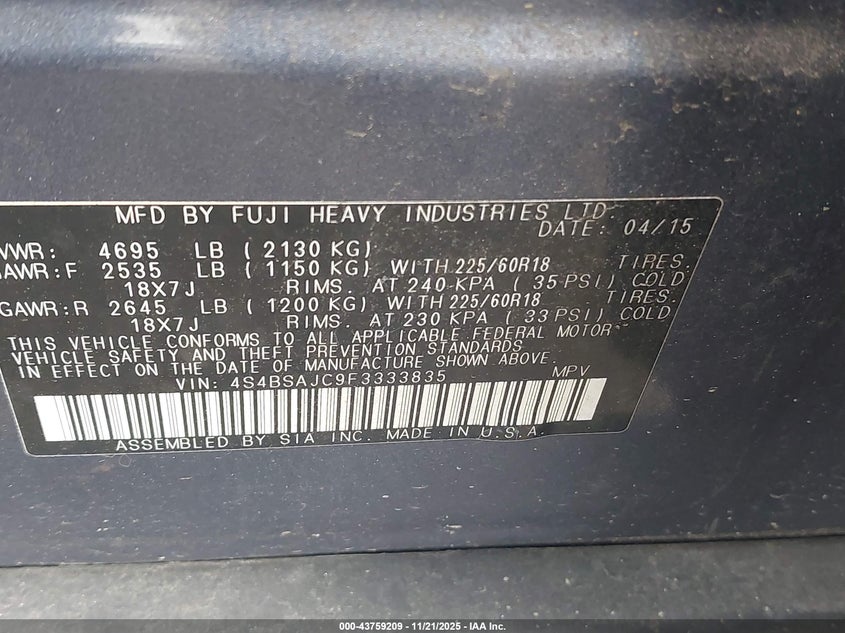 MFD BY FUJI HEAVY INDUSTRIES LTD.
DATE: 04/15
VWR: 4695 LB ( 2130 KG)
AWR:F 2535 LB ( 1150 KG) WITH 225/60R18 TIRES.
18X7J RIMS. AT 240 KPA ( 35 PSI) COLD
GAWR:R 2645 LB ( 1200 KG) WITH 225/60R18 TIRES.
18X7J RIMS. AT 230 KPA ( 33 PSI) COLD
THIS VEHICLE CONFORMS TO ALL APPLICABLE FEDERAL MOTOR
VEHICLE SAFETY AND THEFT PREVENTION STANDARDS
IN EFFECT ON THE DATE OF MANUFACTURE SHOWN ABOVE.
VIN: 4S4BSAJC9F3333835 MPV
ASSEMBLED BY SIA INC. MADE IN U.S.A.
000-43759209 - 11/21/2025 - IAA Inc.